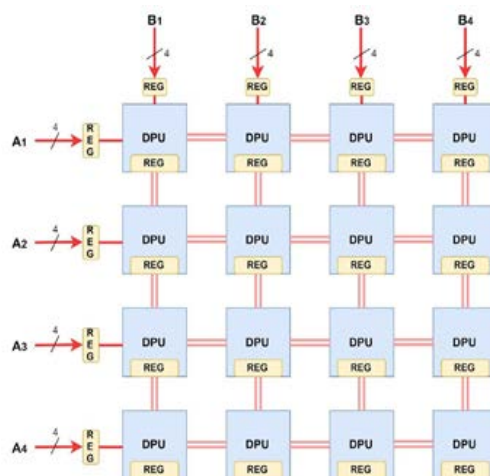 B1 B2 B3 B4
4 4 4 4
REG REG REG REG
A1 4 REG DPU DPU DPU DPU
REG REG REG REG
A2 4 REG DPU DPU DPU DPU
REG REG REG REG
A3 4 REG DPU DPU DPU DPU
REG REG REG REG
A4 4 REG DPU DPU DPU DPU
REG REG REG REG